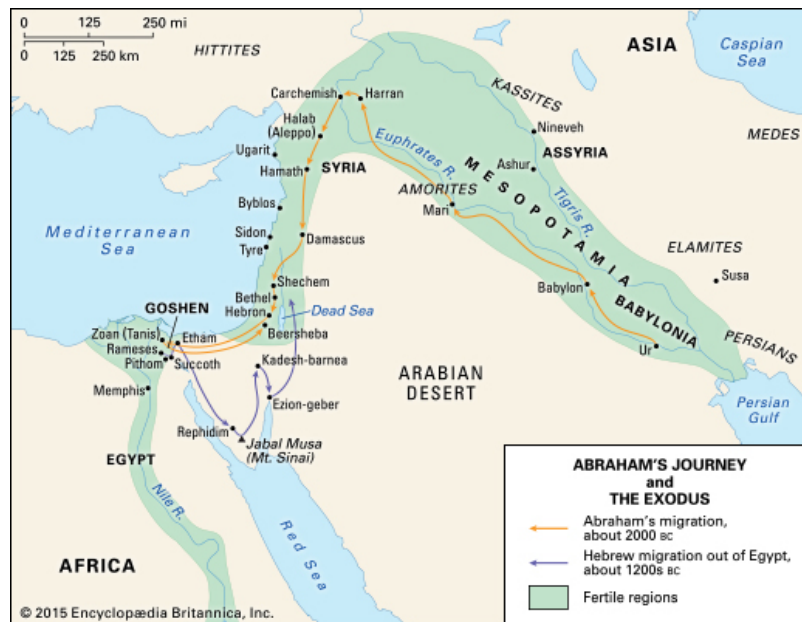 0 125 250 mi
0 125 250 km
HITTITES
ASIA
Caspian
Sea
KASSITES
MEDES
Carchemish
Harran
Halab
(Aleppo)
Nineveh
ASSYRIA
Ugarit
Euphrates R.
Ashur
Hamath
SYRIA
MESOPOTAMIA
AMORITES
Tigris R.
Byblos
Mari
Mediterranean
Sea
Sidon
Tyre
Damascus
ELAMITES
Susa
Shechem
Babylon
Bethel
Hebron
Dead Sea
BABYLONIA
GOSHEN
Zoan (Tanis)
Etham
Beersheba
PERSIANS
Rameses
Pithom
Succoth
Kadesh-barnea
Ur
ARABIAN
DESERT
Memphis
Ezion-geber
Persian
Gulf
Rephidim
Jabal Musa
(Mt. Sinai)
EGYPT
Nile R.
Red Sea
AFRICA
ABRAHAM'S JOURNEY
and
THE EXODUS
Abraham's migration,
about 2000 BC
Hebrew migration out of Egypt,
about 1200s BC
Fertile regions
© 2015 Encyclopædia Britannica, Inc.